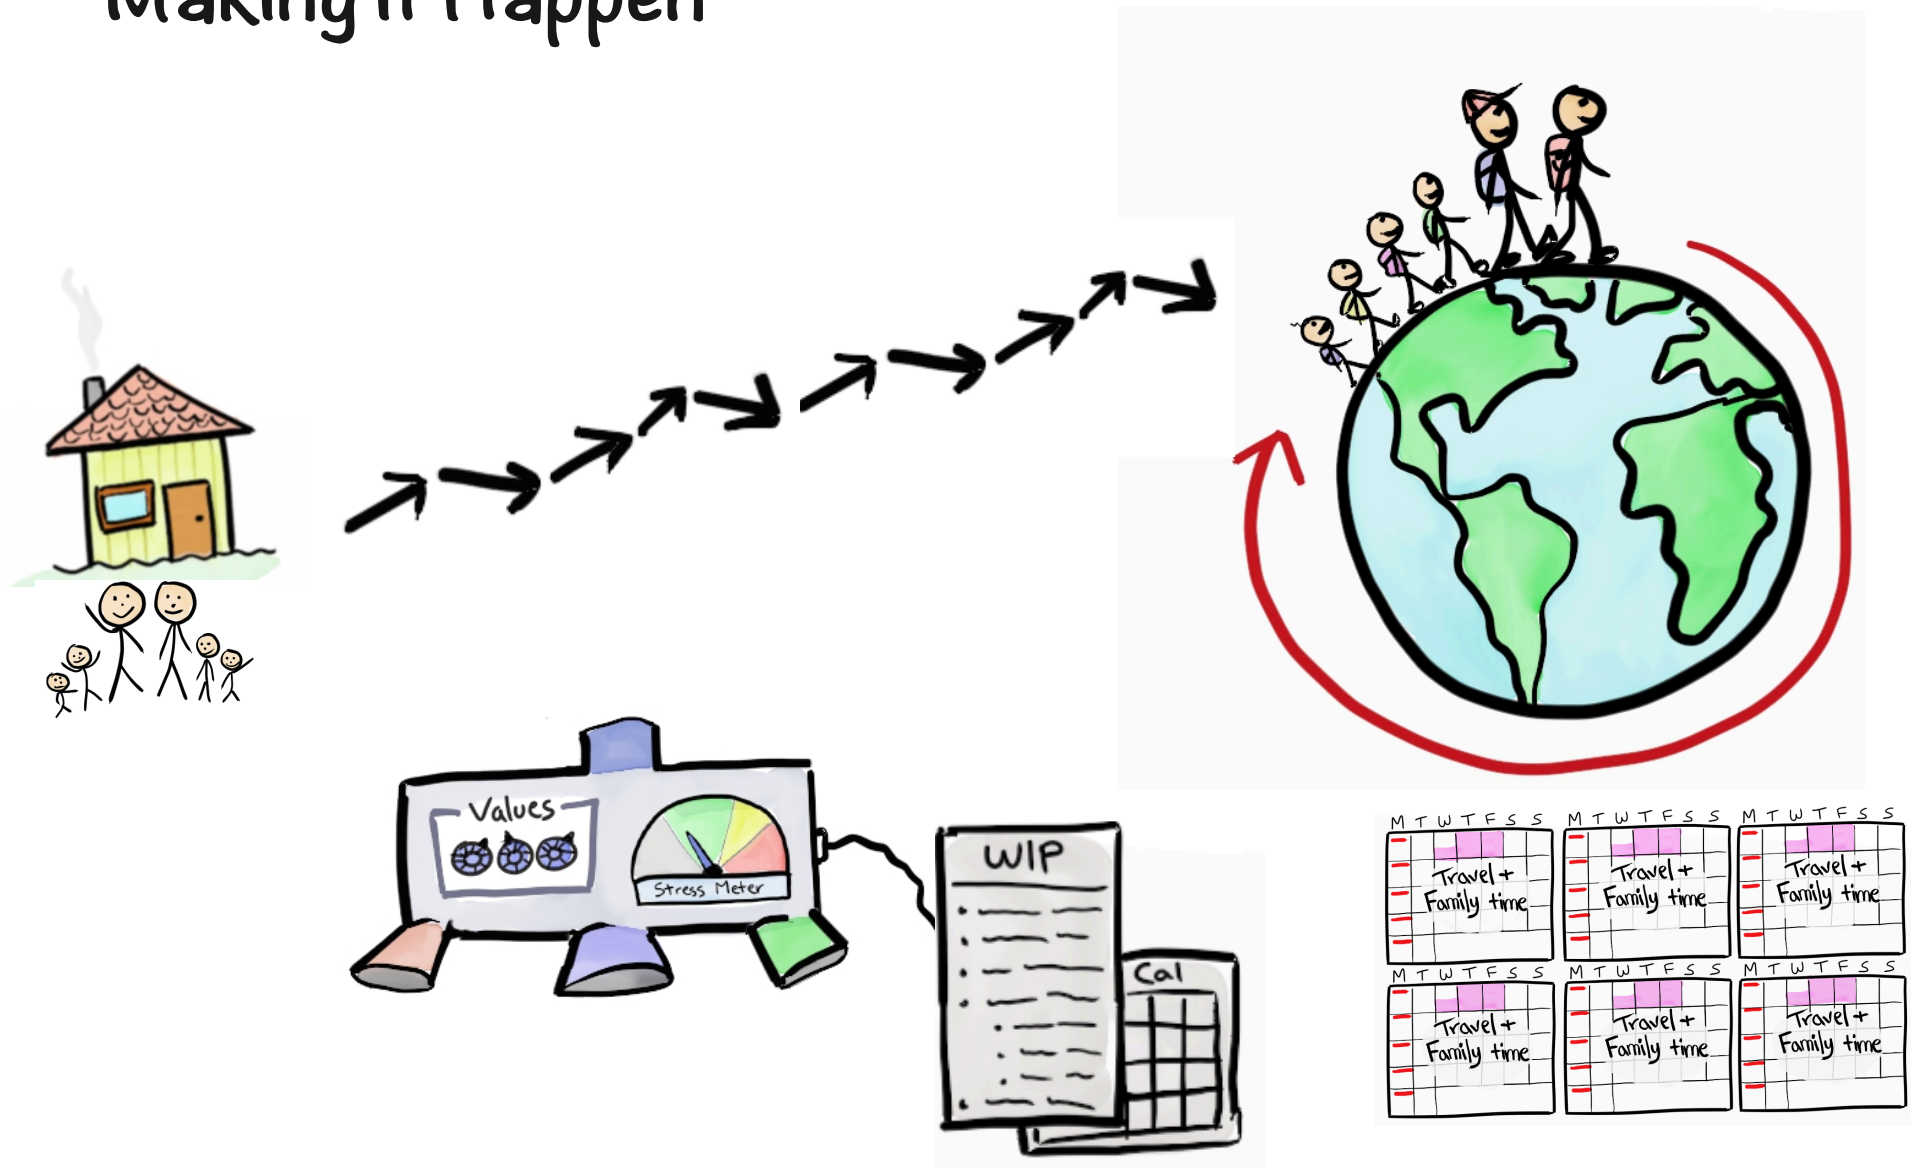 Making it Happen
Values
Stress Meter
WIP
Cal
M T W T F S S
Travel +
Family time
M T W T F S S
Travel +
Family time
M T W T F S S
Travel +
Family time
M T W T F S S
Travel +
Family time
M T W T F S S
Travel +
Family time
M T W T F S S
Travel +
Family time